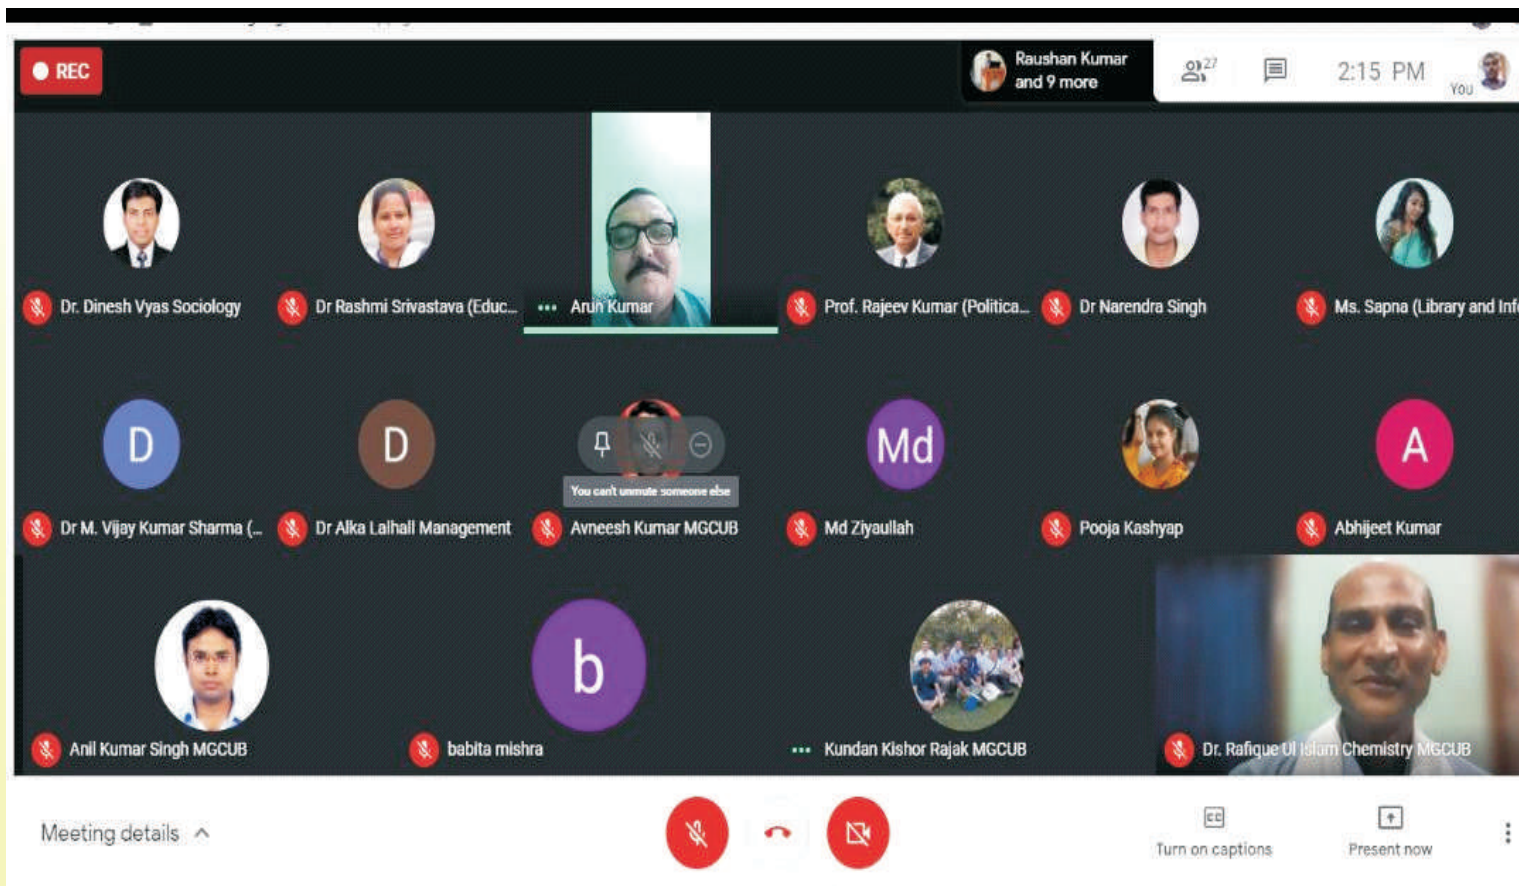 REC
Raushan Kumar
and 9 more
27
2:15 PM
You
Dr. Dinesh Vyas Sociology
Dr Rashmi Srivastava (Educ...
Arun Kumar
Prof. Rajeev Kumar (Politica...
Dr Narendra Singh
Ms. Sapna (Library and Info
D
D
Md
A
You can't unmute someone else
Dr M. Vijay Kumar Sharma (...
Dr Alka Lalhall Management
Avneesh Kumar MGCUB
Md Ziyaullah
Pooja Kashyap
Abhijeet Kumar
b
Anil Kumar Singh MGCUB
babita mishra
Kundan Kishor Rajak MGCUB
Dr. Rafique Ul Islam Chemistry MGCUB
Meeting details
CC
Turn on captions
Present now